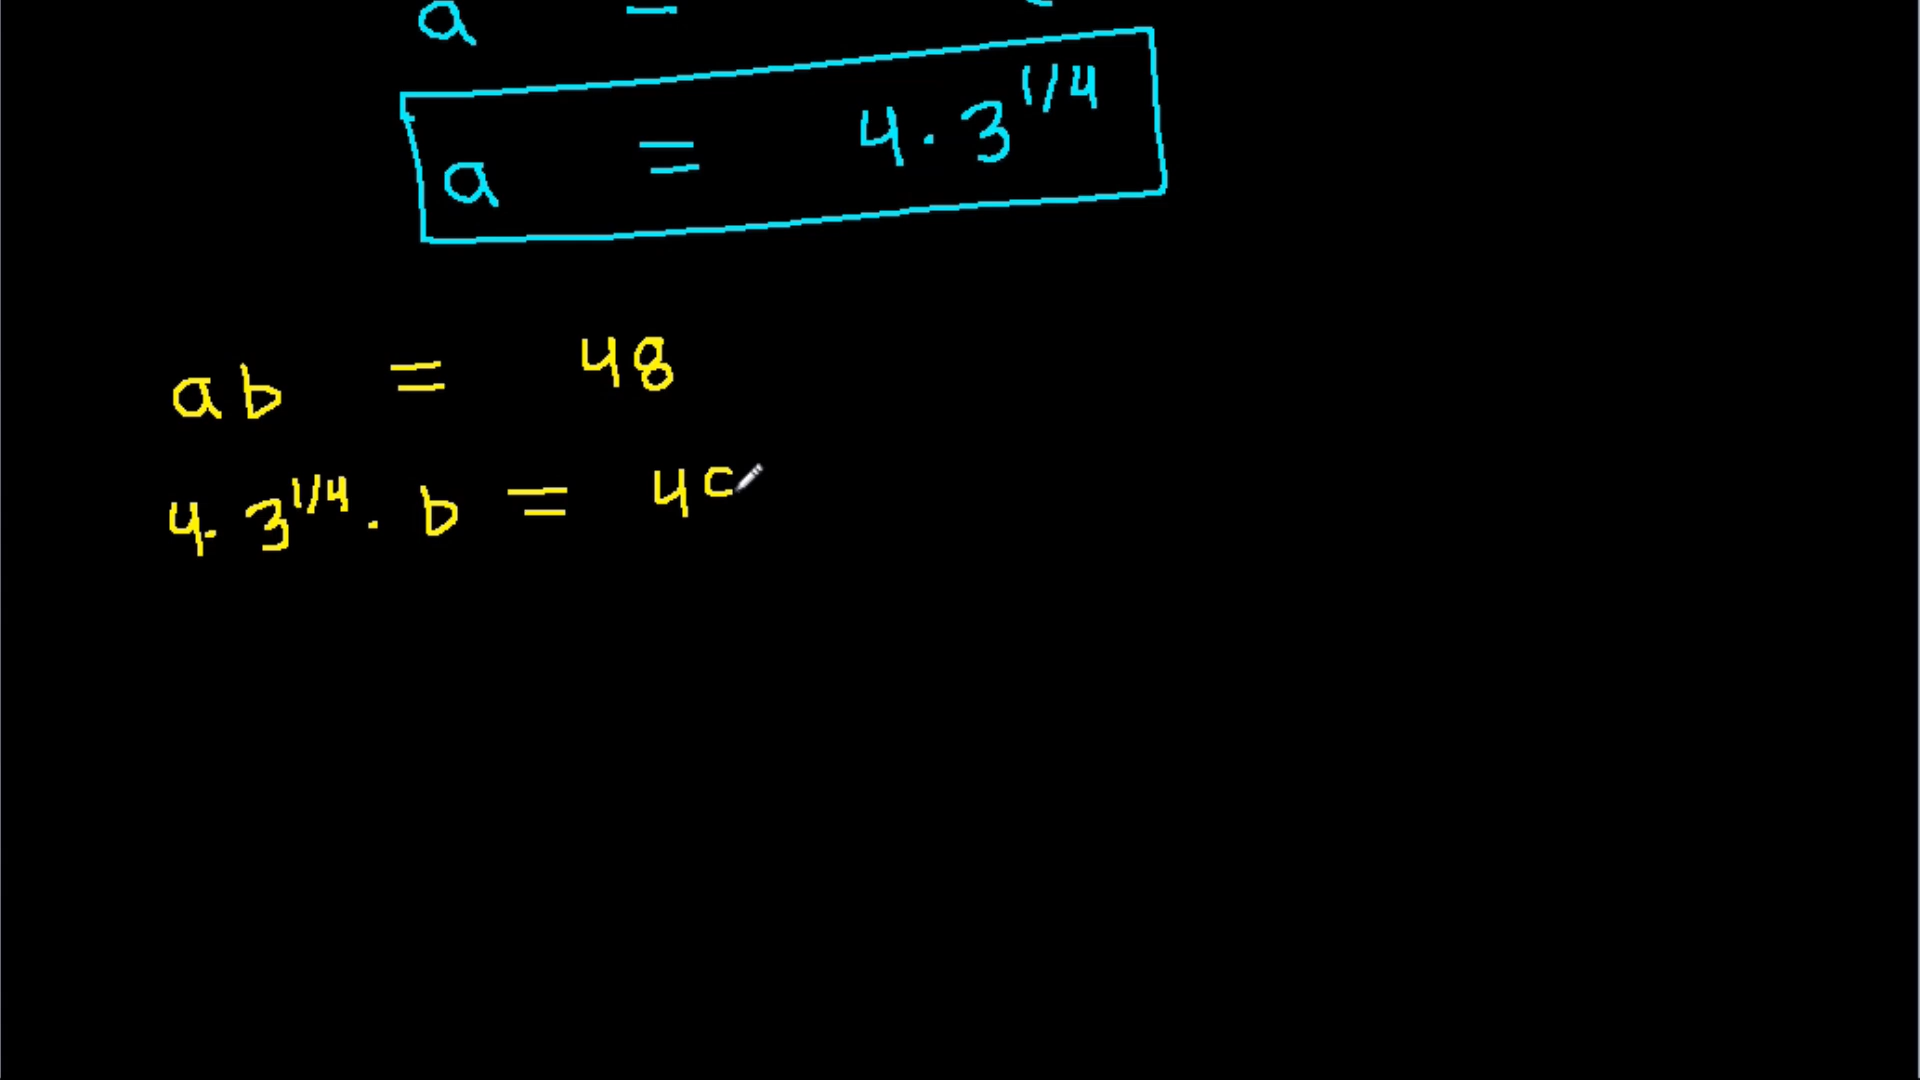 a =
a = 4 · 3^1/4
ab = 48
4 · 3^1/4 · b = 4